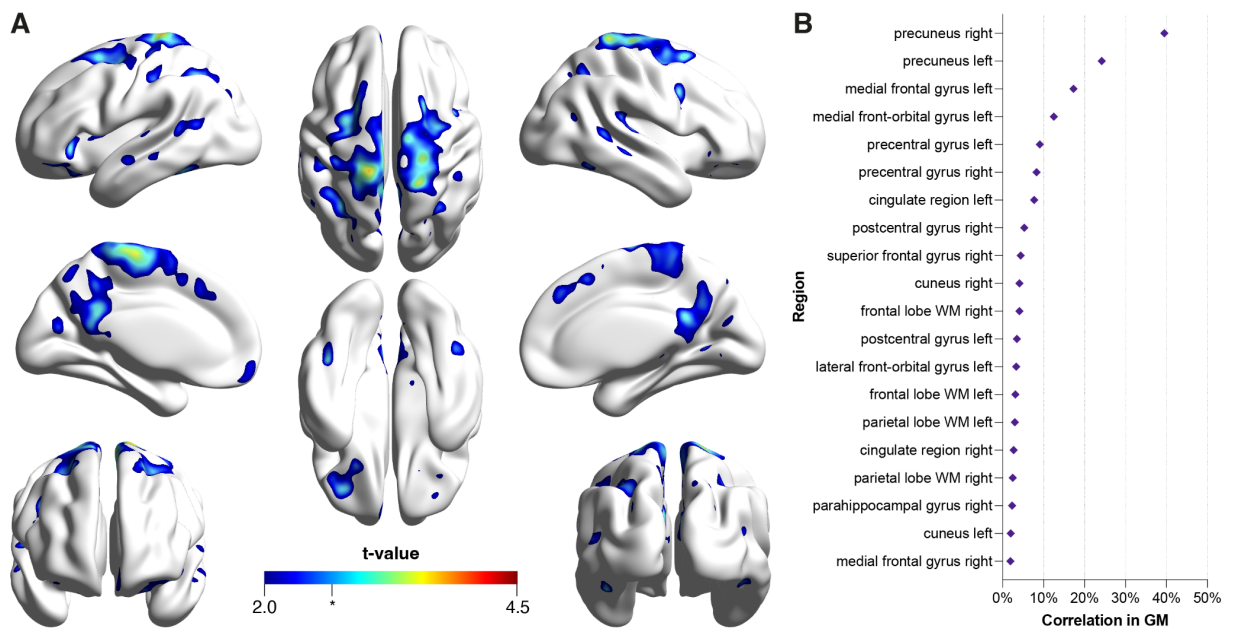 A
t-value
2.0
*
4.5
B
Region
precuneus right
precuneus left
medial frontal gyrus left
medial front-orbital gyrus left
precentral gyrus left
precentral gyrus right
cingulate region left
postcentral gyrus right
superior frontal gyrus right
cuneus right
frontal lobe WM right
postcentral gyrus left
lateral front-orbital gyrus left
frontal lobe WM left
parietal lobe WM left
cingulate region right
parietal lobe WM right
parahippocampal gyrus right
cuneus left
medial frontal gyrus right
0% 10% 20% 30% 40% 50%
Correlation in GM